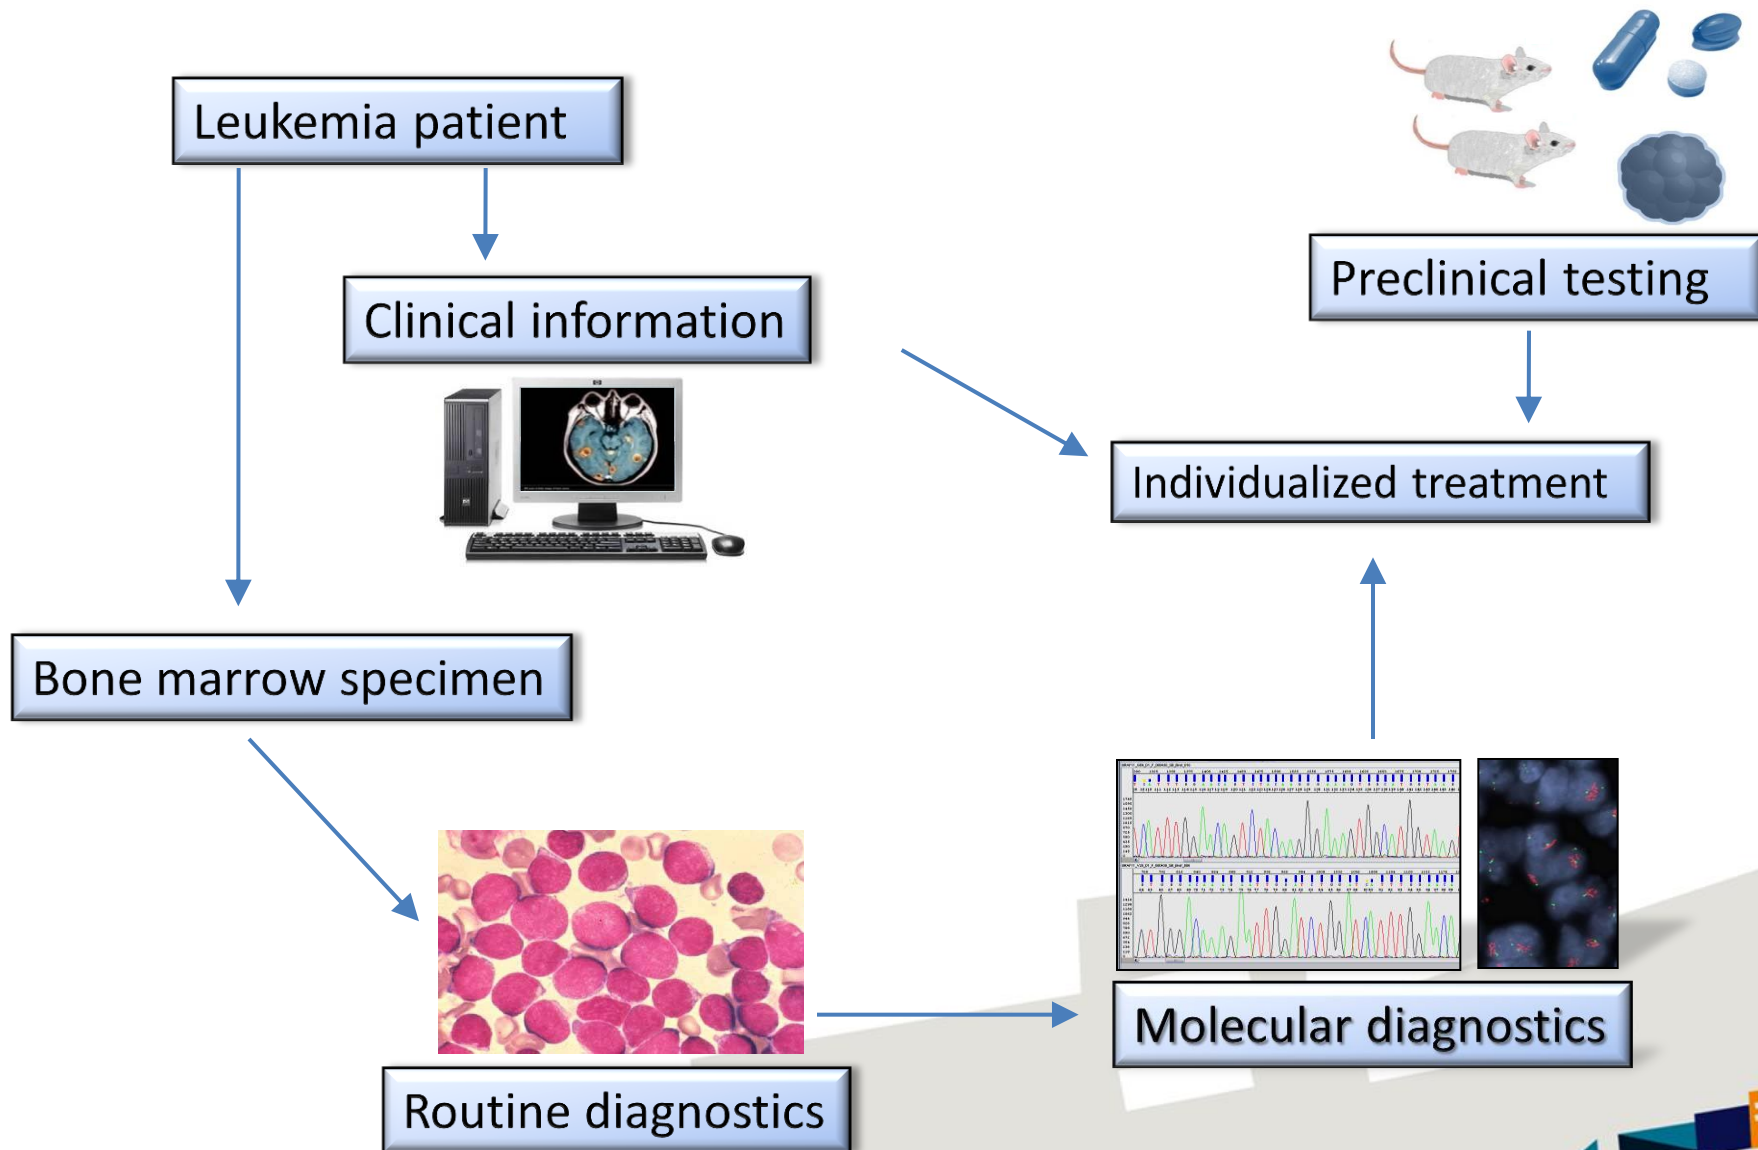 Leukemia patient
Preclinical testing
Clinical information
Individualized treatment
Bone marrow specimen
Molecular diagnostics
Routine diagnostics